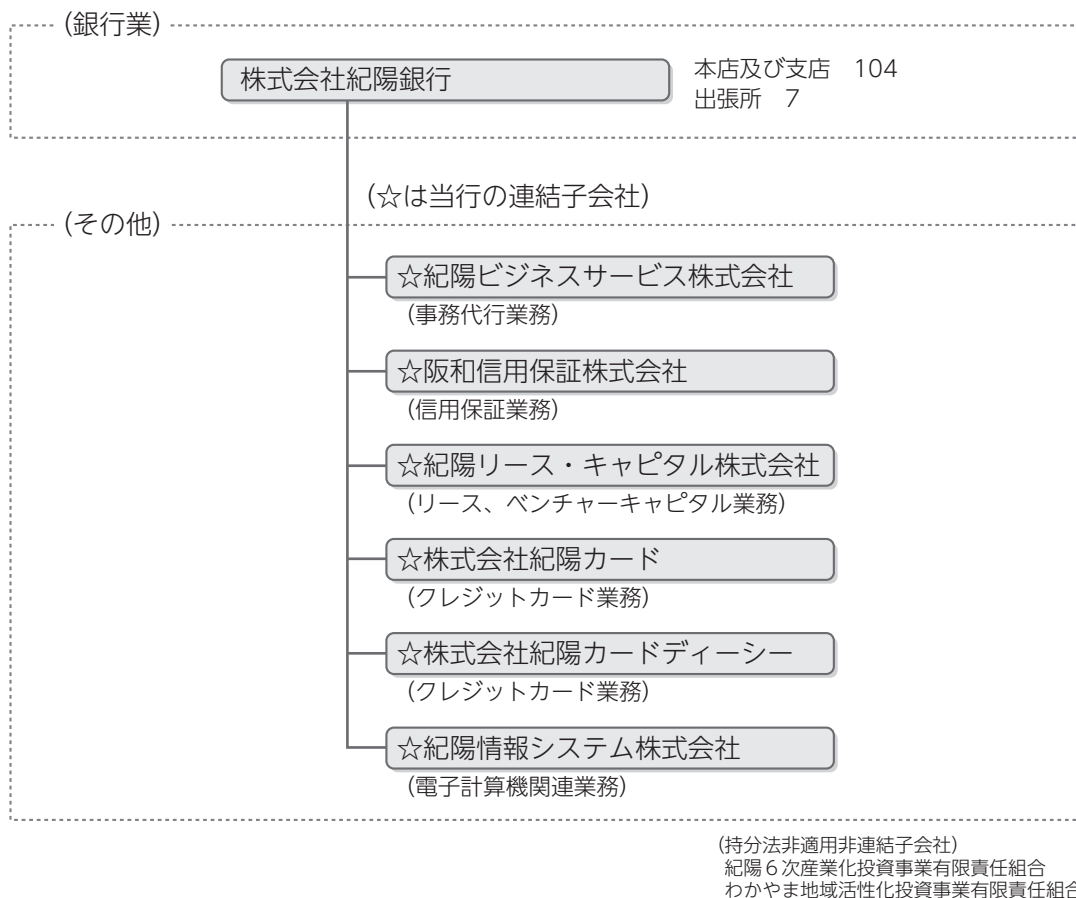 (銀行業)
株式会社紀陽銀行
本店及び支店 104
出張所 7
(☆は当行の連結子会社)
(その他)
☆紀陽ビジネスサービス株式会社
(事務代行業務)
☆阪和信用保証株式会社
(信用保証業務)
☆紀陽リース・キャピタル株式会社
(リース、ベンチャーキャピタル業務)
☆株式会社紀陽カード
(クレジットカード業務)
☆株式会社紀陽カードディーシー
(クレジットカード業務)
☆紀陽情報システム株式会社
(電子計算機関連業務)
(持分法非適用非連結子会社)
紀陽6次産業化投資事業有限責任組合
わかやま地域活性化投資事業有限責任組合